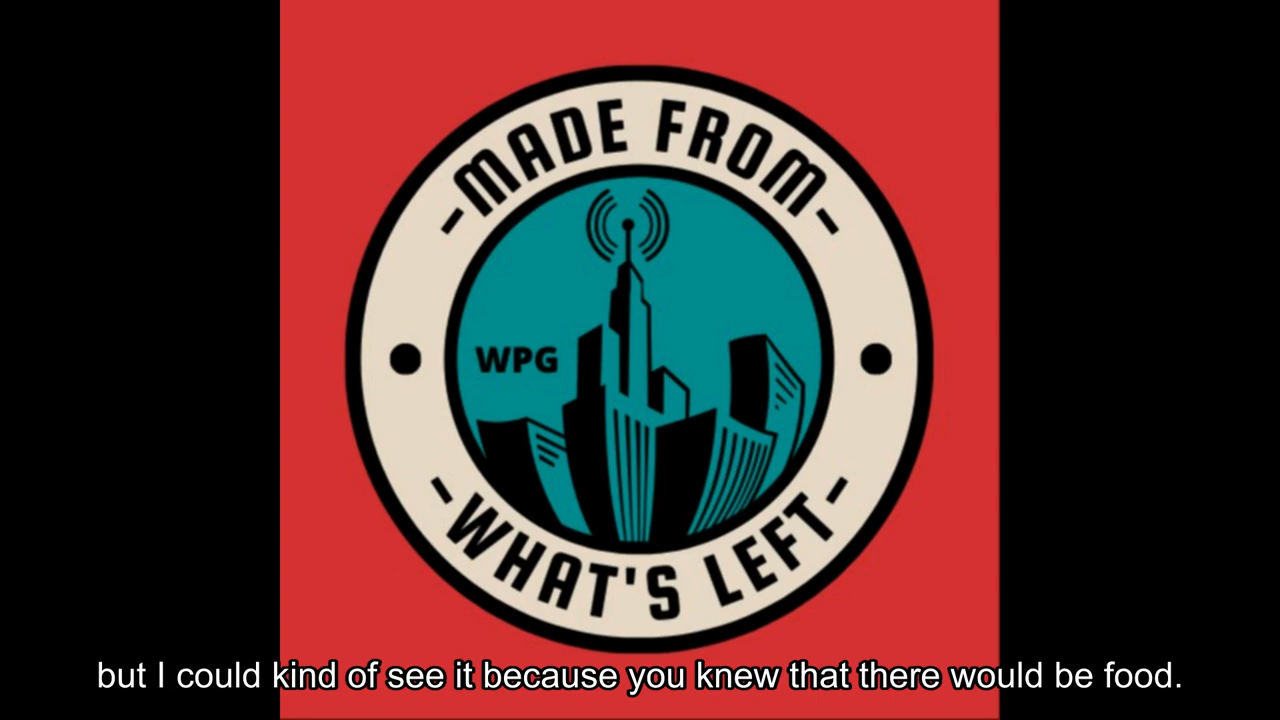 -MADE FROM-
WPG
-WHAT'S LEFT-
but I could kind of see it because you knew that there would be food.